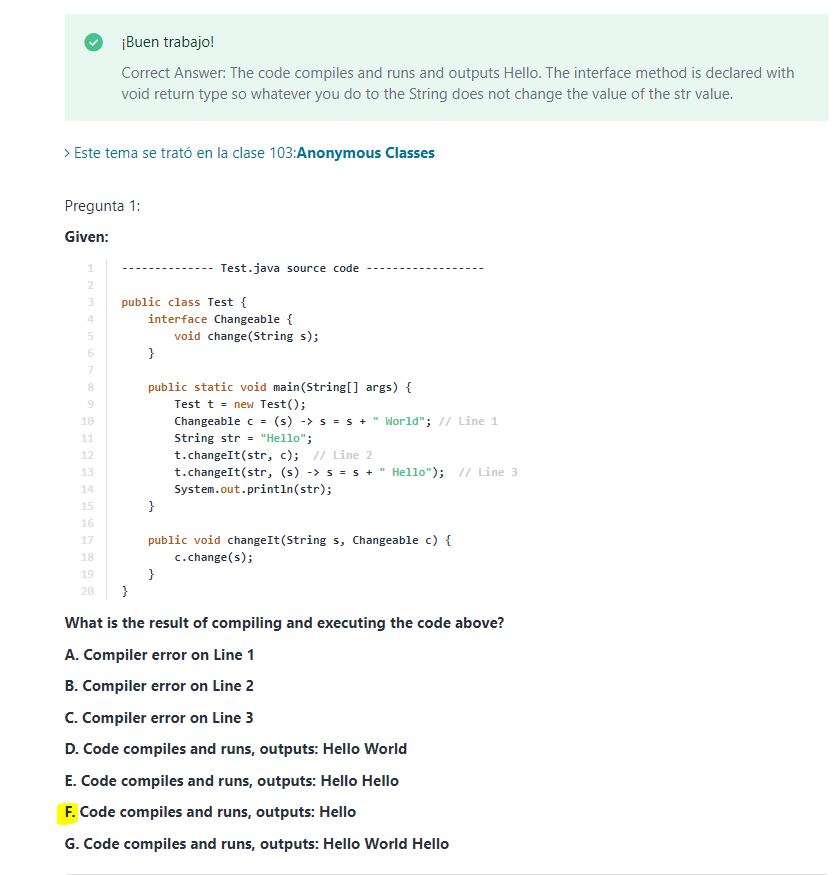 ¡Buen trabajo!
Correct Answer: The code compiles and runs and outputs Hello. The interface method is declared with
void return type so whatever you do to the String does not change the value of the str value.
> Este tema se trató en la clase 103:Anonymous Classes
Pregunta 1:
Given:
1 -------------- Test.java source code ------------------
2
3 public class Test {
4     interface Changeable {
5         void change(String s);
6     }
7
8     public static void main(String[] args) {
9         Test t = new Test();
10         Changeable c = (s) -> s = s + " World"; // Line 1
11         String str = "Hello";
12         t.changeIt(str, c);  // Line 2
13         t.changeIt(str, (s) -> s = s + " Hello");  // Line 3
14         System.out.println(str);
15     }
16
17     public void changeIt(String s, Changeable c) {
18         c.change(s);
19     }
20 }
What is the result of compiling and executing the code above?
A. Compiler error on Line 1
B. Compiler error on Line 2
C. Compiler error on Line 3
D. Code compiles and runs, outputs: Hello World
E. Code compiles and runs, outputs: Hello Hello
F. Code compiles and runs, outputs: Hello
G. Code compiles and runs, outputs: Hello World Hello